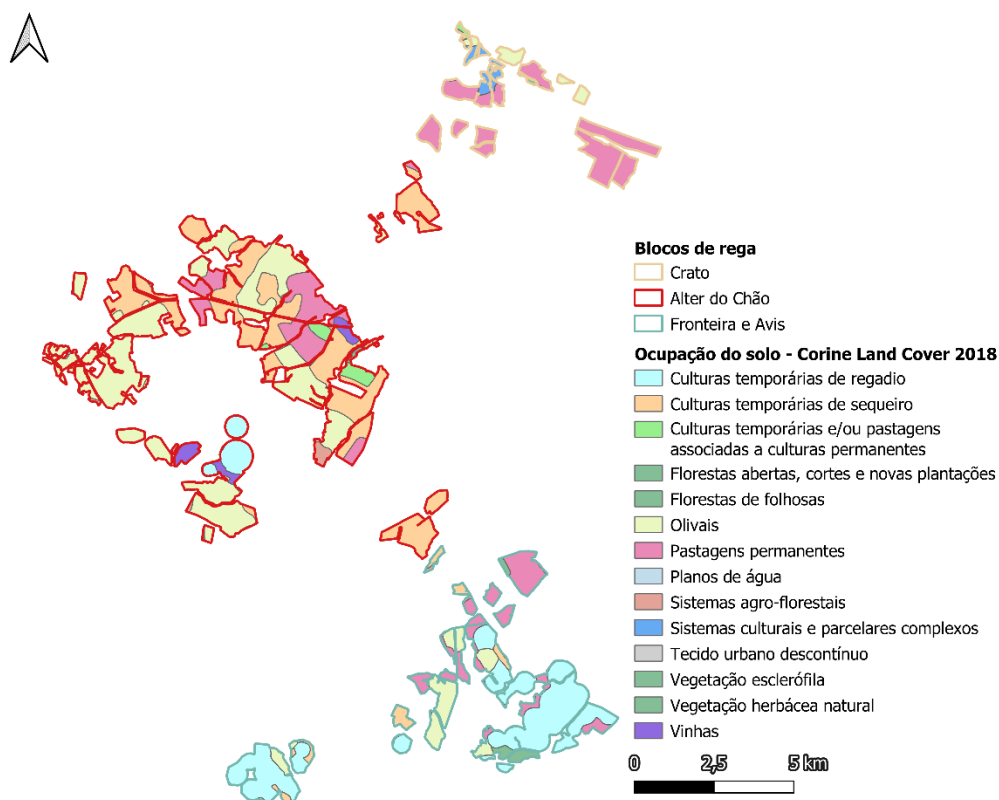 Blocos de rega
Crato
Alter do Chão
Fronteira e Avis
Ocupação do solo - Corine Land Cover 2018
Culturas temporárias de regadio
Culturas temporárias de sequeiro
Culturas temporárias e/ou pastagens
associadas a culturas permanentes
Florestas abertas, cortes e novas plantações
Florestas de folhosas
Olivais
Pastagens permanentes
Planos de água
Sistemas agro-florestais
Sistemas culturais e parcelares complexos
Tecido urbano descontínuo
Vegetação esclerófila
Vegetação herbácea natural
Vinhas
0 2,5 5 km